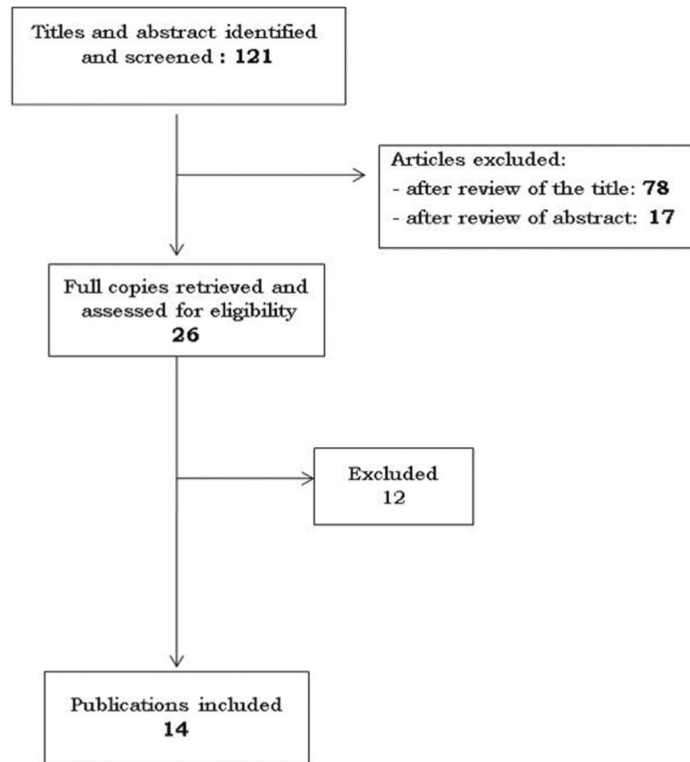 Titles and abstract identified
and screened : 121
Articles excluded:
- after review of the title: 78
- after review of abstract: 17
Full copies retrieved and
assessed for eligibility
26
Excluded
12
Publications included
14